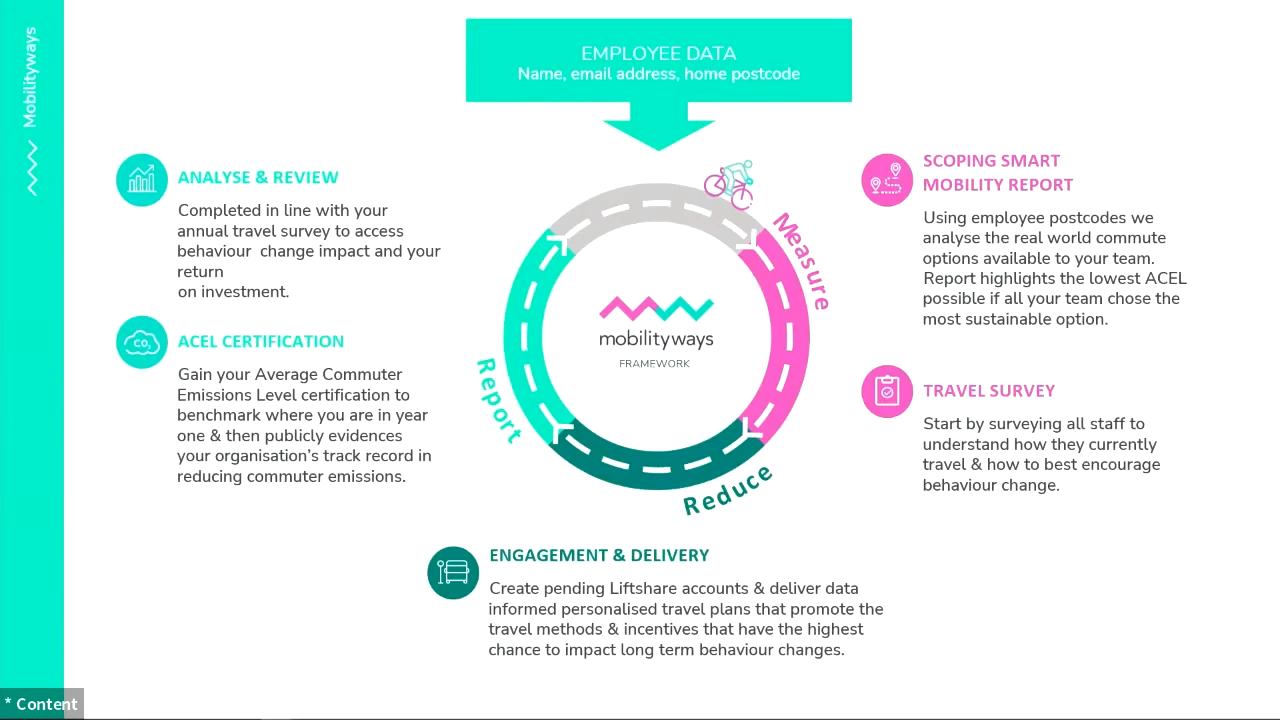 Mobilityways
EMPLOYEE DATA
Name, email address, home postcode
ANALYSE & REVIEW
Completed in line with your
annual travel survey to access
behaviour  change impact and your
return
on investment.
ACEL CERTIFICATION
CO₂
Gain your Average Commuter
Emissions Level certification to
benchmark where you are in year
one & then publicly evidences
your organisation's track record in
reducing commuter emissions.
Measure
mobilityways
FRAMEWORK
Report
Reduce
SCOPING SMART
MOBILITY REPORT
Using employee postcodes we
analyse the real world commute
options available to your team.
Report highlights the lowest ACEL
possible if all your team chose the
most sustainable option.
TRAVEL SURVEY
Start by surveying all staff to
understand how they currently
travel & how to best encourage
behaviour change.
ENGAGEMENT & DELIVERY
Create pending Liftshare accounts & deliver data
informed personalised travel plans that promote the
travel methods & incentives that have the highest
chance to impact long term behaviour changes.
* Content